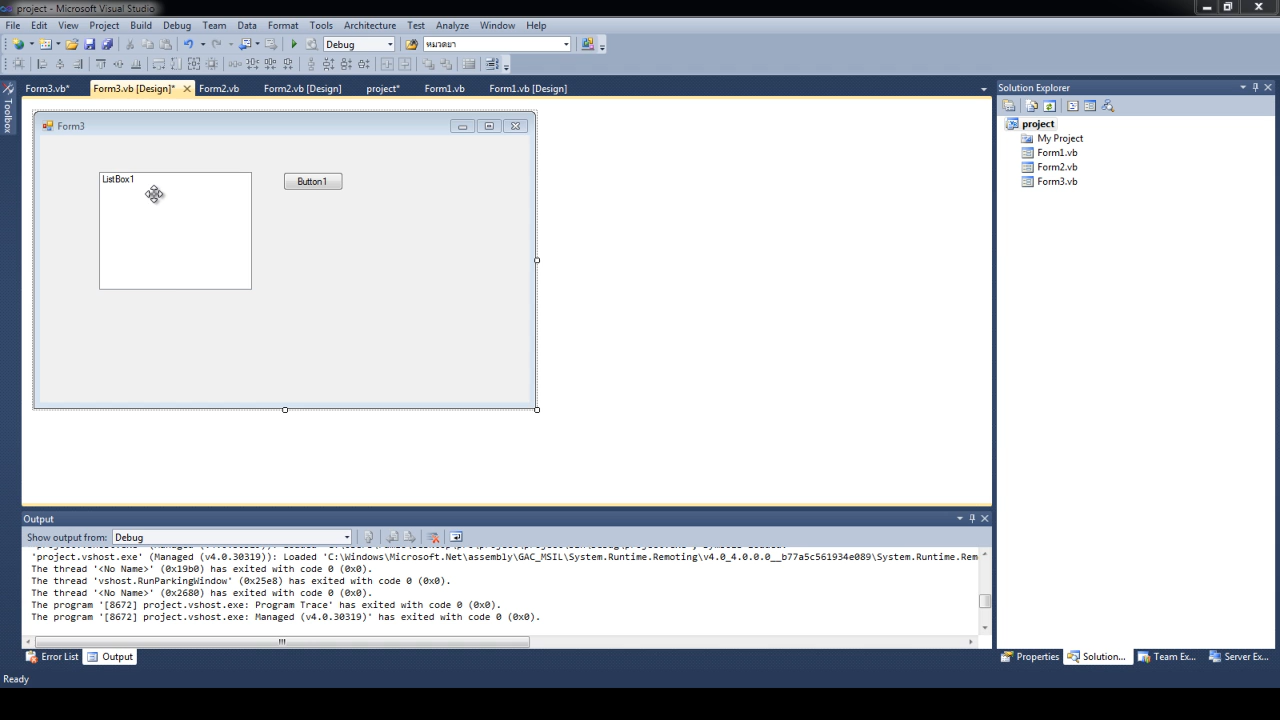 project - Microsoft Visual Studio
File Edit View Project Build Debug Team Data Format Tools Architecture Test Analyze Window Help
Debug หมวดยา
Form3.vb* Form3.vb [Design]* Form2.vb Form2.vb [Design] project* Form1.vb Form1.vb [Design]
Solution Explorer
Toolbox
Form3
ListBox1
Button1
project
My Project
Form1.vb
Form2.vb
Form3.vb
Output
Show output from: Debug
'project.vshost.exe' (Managed (v4.0.30319)): Loaded 'C:\Windows\Microsoft.Net\assembly\GAC_MSIL\System.Runtime.Remoting\v4.0_4.0.0.0__b77a5c561934e089\System.Runtime.Rem
The thread '<No Name>' (0x19b0) has exited with code 0 (0x0).
The thread 'vshost.RunParkingWindow' (0x25e8) has exited with code 0 (0x0).
The thread '<No Name>' (0x2680) has exited with code 0 (0x0).
The program '[8672] project.vshost.exe: Program Trace' has exited with code 0 (0x0).
The program '[8672] project.vshost.exe: Managed (v4.0.30319)' has exited with code 0 (0x0).
Error List Output
Properties Solution... Team Ex... Server Ex...
Ready